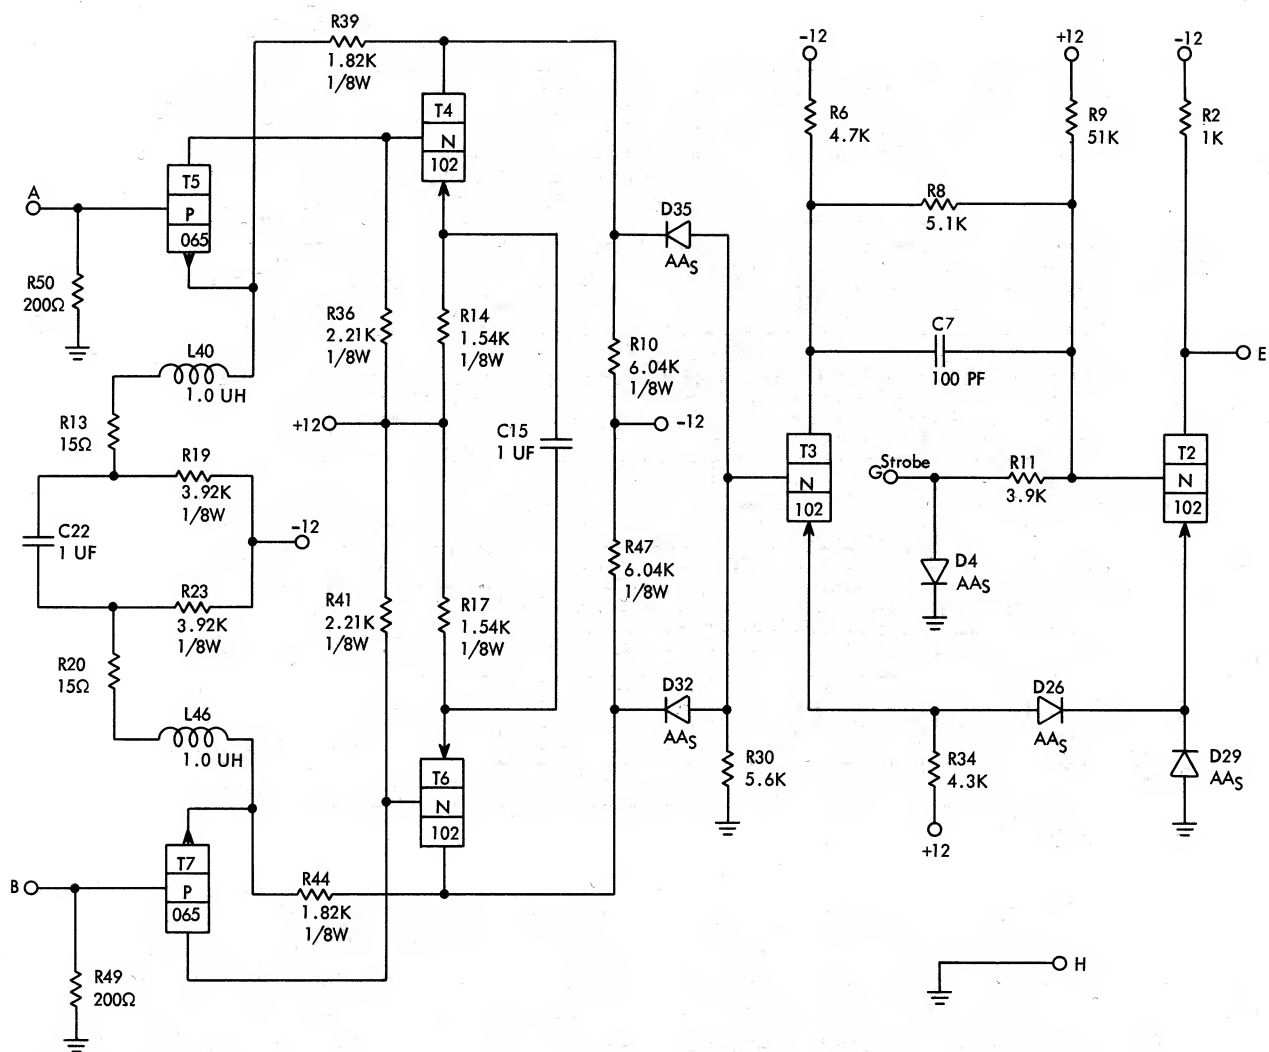 R39
1.82K
1/8W
T4
N
102
T5
P
065
A
R50
200Ω
L40
1.0 UH
R13
15Ω
R19
3.92K
1/8W
C22
1 UF
-12
R23
3.92K
1/8W
R20
15Ω
L46
1.0 UH
T7
P
065
B
R49
200Ω
R44
1.82K
1/8W
R36
2.21K
1/8W
R14
1.54K
1/8W
+12
C15
1 UF
R41
2.21K
1/8W
R17
1.54K
1/8W
T6
N
102
R10
6.04K
1/8W
-12
R47
6.04K
1/8W
D35
AAS
D32
AAS
R30
5.6K
-12
R6
4.7K
+12
R9
51K
-12
R2
1K
R8
5.1K
C7
100 PF
E
T3
N
102
G Strobe
R11
3.9K
T2
N
102
D4
AAS
D26
AAS
R34
4.3K
+12
D29
AAS
H